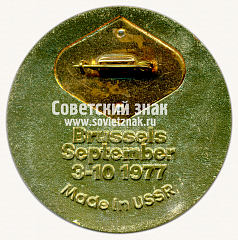 Советский знак
www.sovietznak.ru
Brussels
September
3-10 1977
Made in USSR